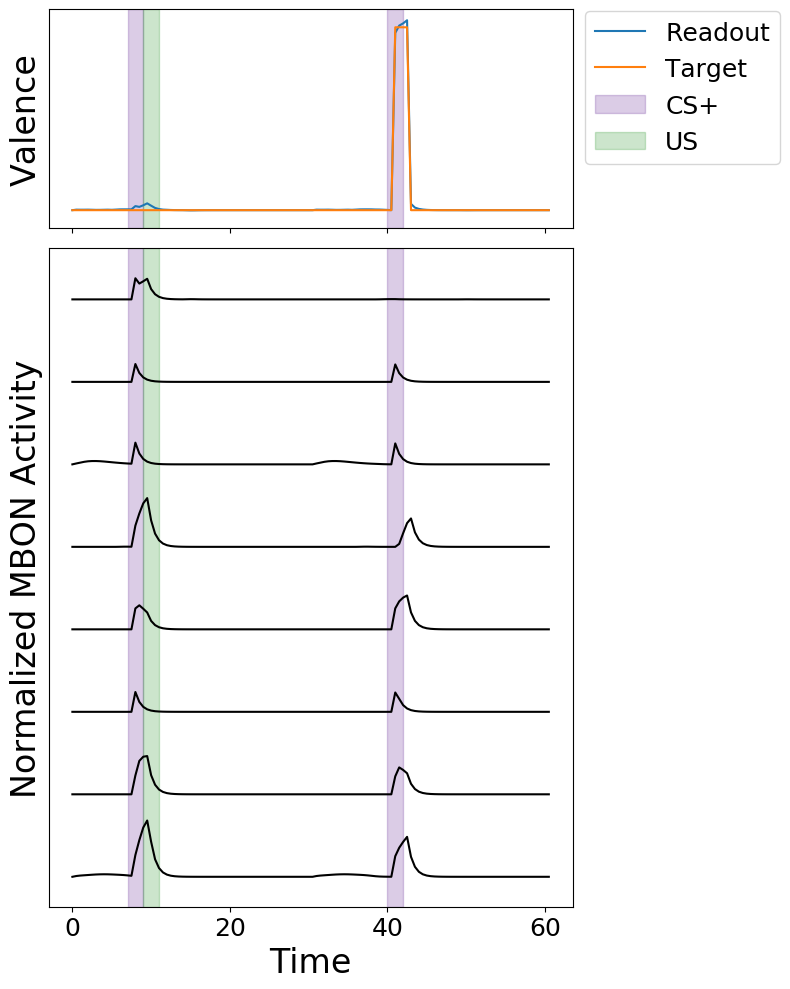 Valence
Readout
Target
CS+
US
Normalized MBON Activity
0 20 40 60
Time